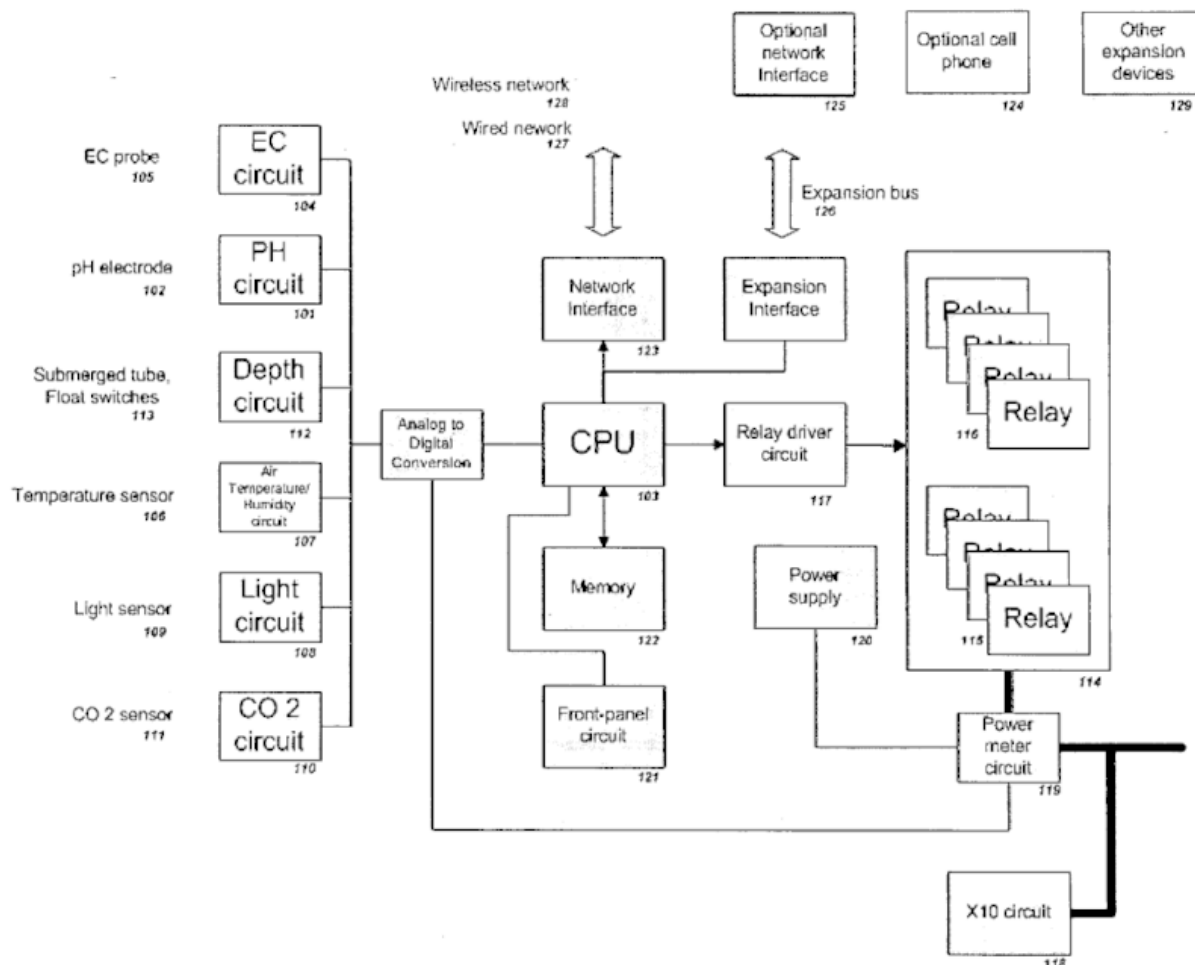 Optional
network
Interface
125
Optional cell
phone
124
Other
expansion
devices
129
Wireless network
128
Wired nework
127
Expansion bus
126
EC probe
105
EC
circuit
104
pH electrode
102
PH
circuit
101
Submerged tube,
Float switches
113
Depth
circuit
112
Temperature sensor
106
Air
Temperature/
Humidity
circuit
107
Light sensor
109
Light
circuit
108
CO 2 sensor
111
CO 2
circuit
110
Analog to
Digital
Conversion
Network
Interface
123
Expansion
Interface
CPU
103
Relay driver
circuit
117
Memory
122
Power
supply
120
Front-panel
circuit
121
Relay
Relay
Relay
Relay
116
Relay
Relay
Relay
Relay
115
114
Power
meter
circuit
119
X10 circuit
118